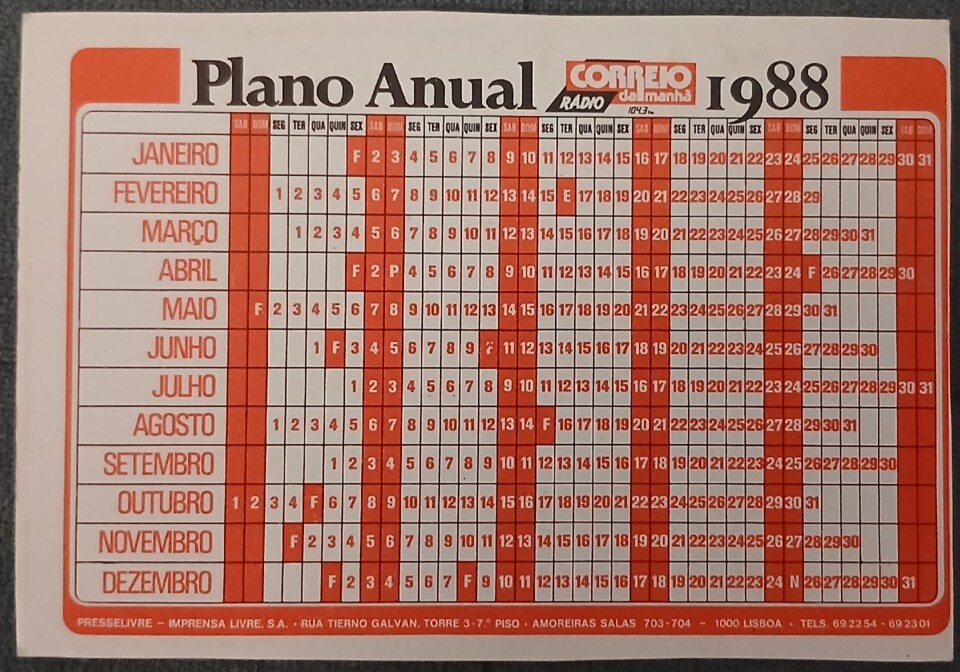 Plano Anual CORREIO da manhã RÁDIO 104.3 FM 1988
SAB DOM SEG TER QUA QUIN SEX SAB DOM SEG TER QUA QUIN SEX SAB DOM SEG TER QUA QUIN SEX SAB DOM SEG TER QUA QUIN SEX SAB DOM SEG TER QUA QUIN SEX SAB DOM
JANEIRO F 2 3 4 5 6 7 8 9 10 11 12 13 14 15 16 17 18 19 20 21 22 23 24 25 26 27 28 29 30 31
FEVEREIRO 1 2 3 4 5 6 7 8 9 10 11 12 13 14 15 E 17 18 19 20 21 22 23 24 25 26 27 28 29
MARÇO 1 2 3 4 5 6 7 8 9 10 11 12 13 14 15 16 17 18 19 20 21 22 23 24 25 26 27 28 29 30 31
ABRIL F 2 P 4 5 6 7 8 9 10 11 12 13 14 15 16 17 18 19 20 21 22 23 24 F 26 27 28 29 30
MAIO F 2 3 4 5 6 7 8 9 10 11 12 13 14 15 16 17 18 19 20 21 22 23 24 25 26 27 28 29 30 31
JUNHO 1 F 3 4 5 6 7 8 9 F 11 12 13 14 15 16 17 18 19 20 21 22 23 24 25 26 27 28 29 30
JULHO 1 2 3 4 5 6 7 8 9 10 11 12 13 14 15 16 17 18 19 20 21 22 23 24 25 26 27 28 29 30 31
AGOSTO 1 2 3 4 5 6 7 8 9 10 11 12 13 14 F 16 17 18 19 20 21 22 23 24 25 26 27 28 29 30 31
SETEMBRO 1 2 3 4 5 6 7 8 9 10 11 12 13 14 15 16 17 18 19 20 21 22 23 24 25 26 27 28 29 30
OUTUBRO 1 2 3 4 F 6 7 8 9 10 11 12 13 14 15 16 17 18 19 20 21 22 23 24 25 26 27 28 29 30 31
NOVEMBRO F 2 3 4 5 6 7 8 9 10 11 12 13 14 15 16 17 18 19 20 21 22 23 24 25 26 27 28 29 30
DEZEMBRO F 2 3 4 5 6 7 F 9 10 11 12 13 14 15 16 17 18 19 20 21 22 23 24 N 26 27 28 29 30 31
PRESSELIVRE – IMPRENSA LIVRE, S.A. • RUA TIERNO GALVAN, TORRE 3-7.º PISO • AMOREIRAS SALAS 703-704 – 1000 LISBOA • TELS. 69 22 54 - 69 23 01